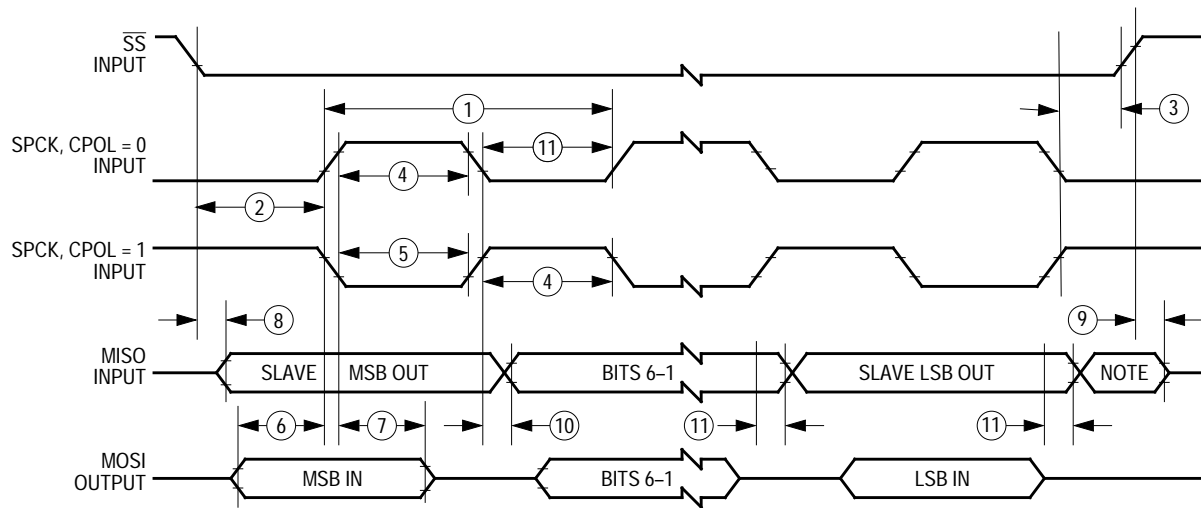 SS
INPUT
1
3
SPCK, CPOL = 0
INPUT
11
4
2
SPCK, CPOL = 1
INPUT
5
4
8
9
MISO
INPUT
SLAVE MSB OUT
BITS 6–1
SLAVE LSB OUT
NOTE
6
7
10
11
11
MOSI
OUTPUT
MSB IN
BITS 6–1
LSB IN